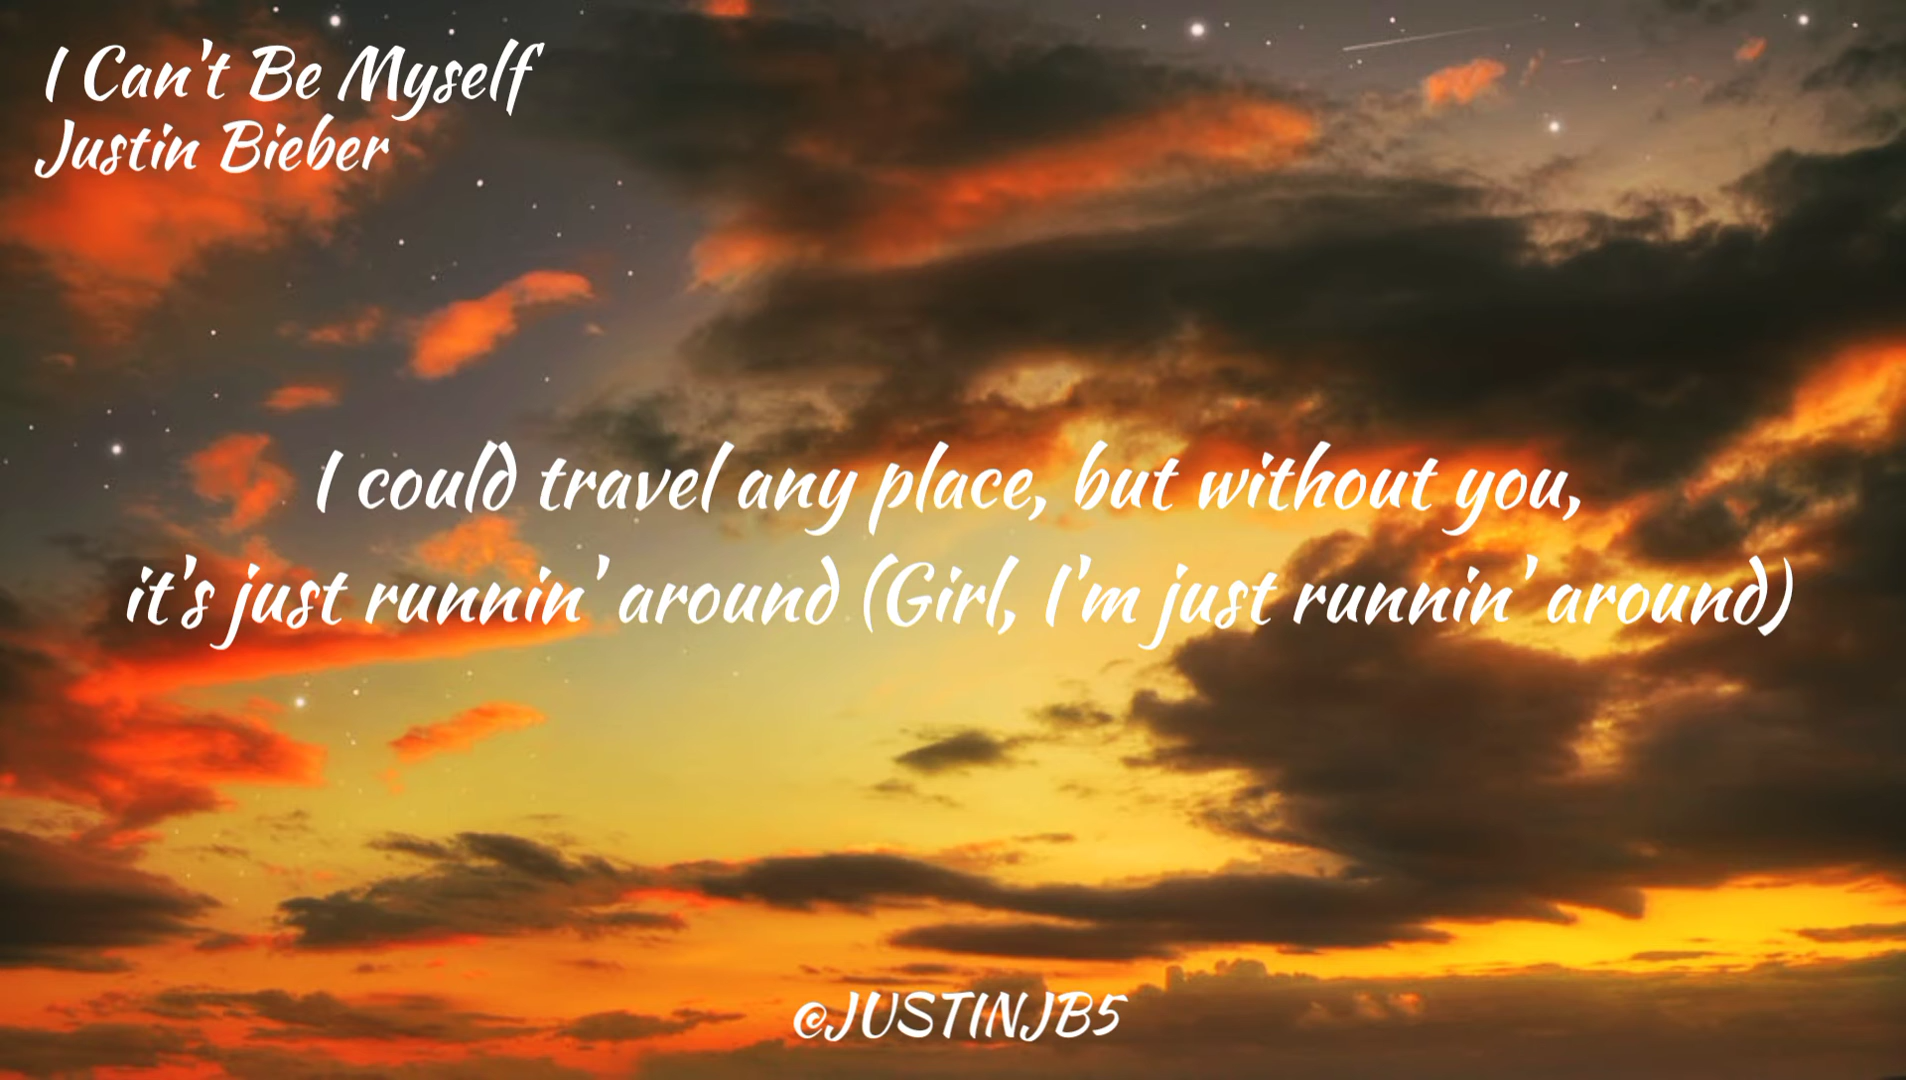 I Can't Be Myself
Justin Bieber
I could travel any place, but without you,
it's just runnin' around (Girl, I'm just runnin' around)
@JUSTINJB5